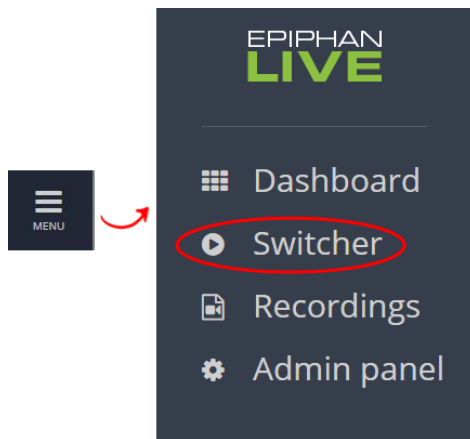 EPIPHAN
LIVE
MENU
Dashboard
Switcher
Recordings
Admin panel